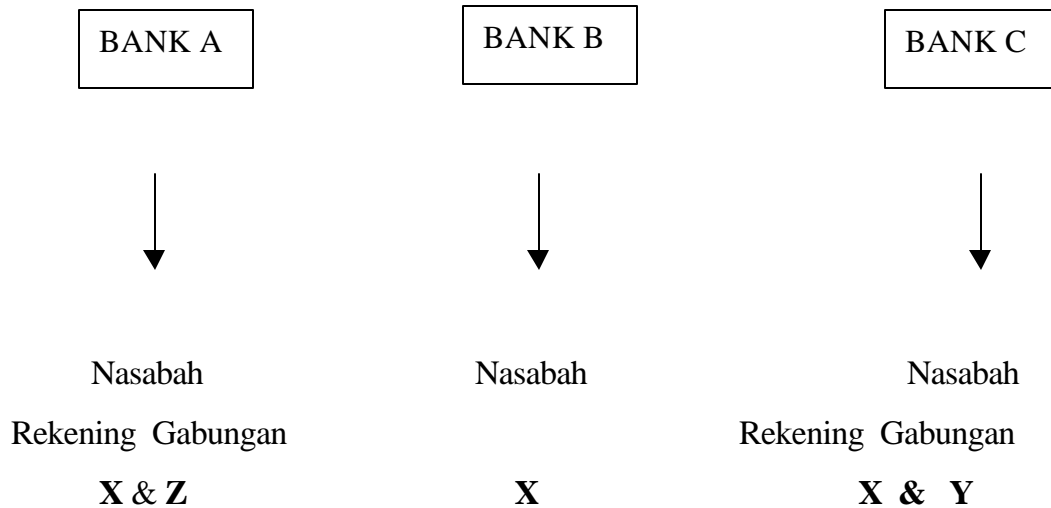 BANK A
BANK B
BANK C
Nasabah
Nasabah
Nasabah
Rekening Gabungan
Rekening Gabungan
X & Z
X
X & Y